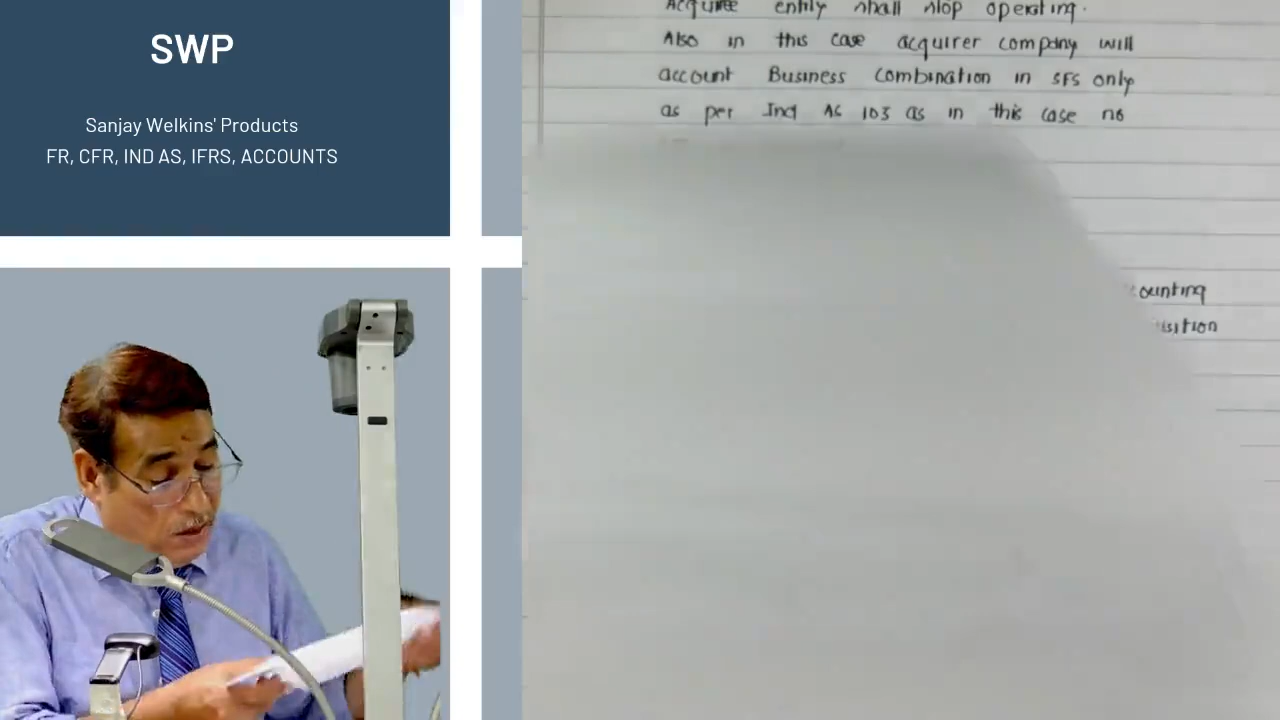 SWP
Sanjay Welkins' Products
FR, CFR, IND AS, IFRS, ACCOUNTS
Acquiree entity shall stop operating.
Also in this case acquirer company will
account Business combination in SFS only
as per Ind AS 103 as in this case no
counting
isition